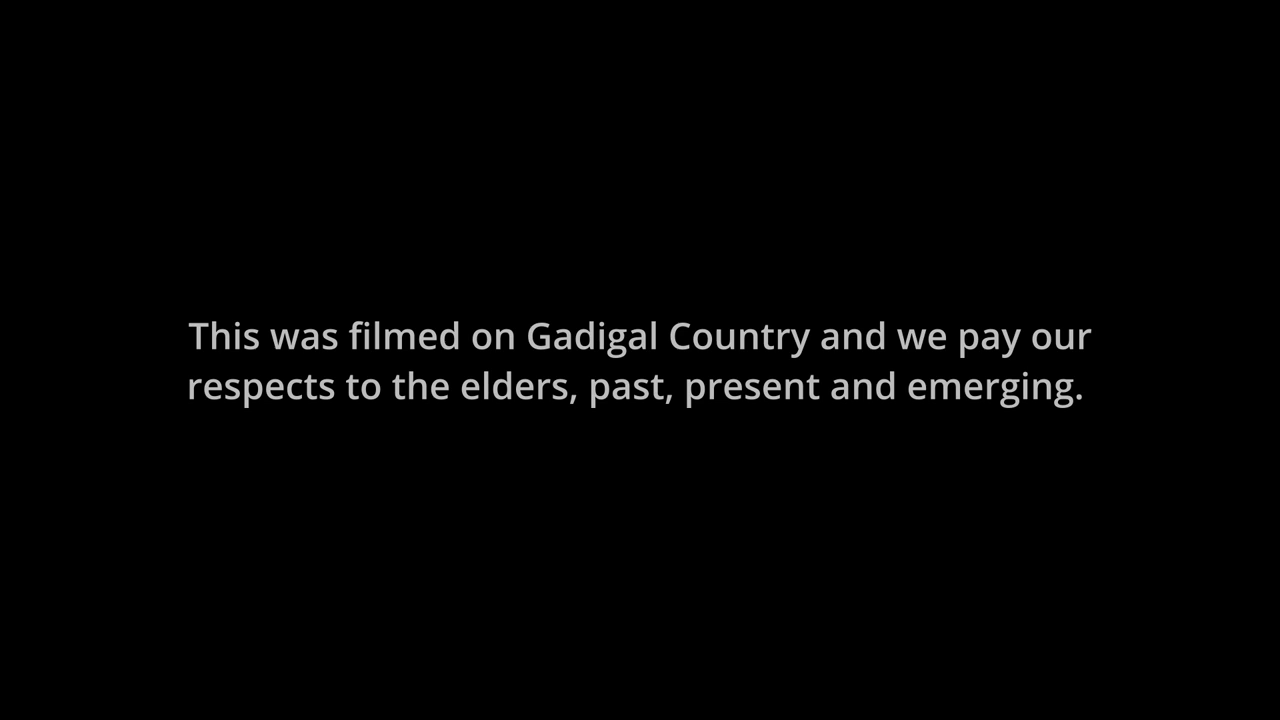 This was filmed on Gadigal Country and we pay our
respects to the elders, past, present and emerging.